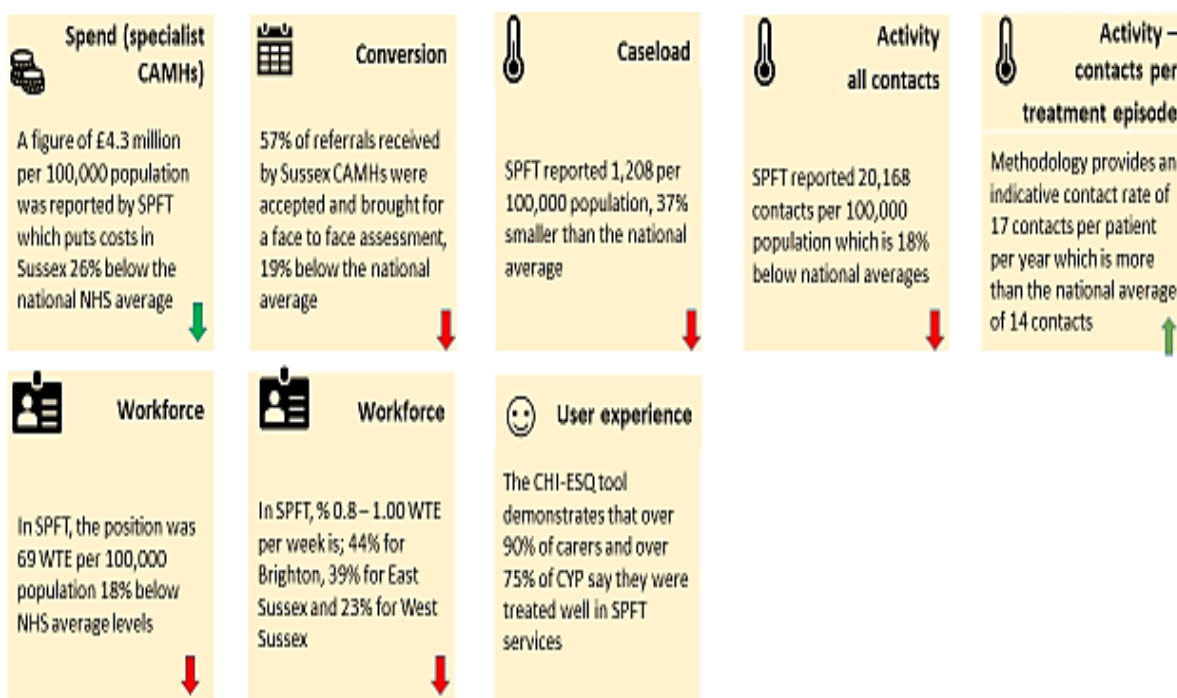 Spend (specialist
CAMHs)
A figure of £4.3 million
per 100,000 population
was reported by SPFT
which puts costs in
Sussex 26% below the
national NHS average
Conversion
57% of referrals received
by Sussex CAMHs were
accepted and brought for
a face to face assessment,
19% below the national
average
Caseload
SPFT reported 1,208 per
100,000 population, 37%
smaller than the national
average
Activity
all contacts
SPFT reported 20,168
contacts per 100,000
population which is 18%
below national averages
Activity –
contacts per
treatment episode
Methodology provides an
indicative contact rate of
17 contacts per patient
per year which is more
than the national average
of 14 contacts
Workforce
In SPFT, the position was
69 WTE per 100,000
population 18% below
NHS average levels
Workforce
In SPFT, % 0.8 – 1.00 WTE
per week is; 44% for
Brighton, 39% for East
Sussex and 23% for West
Sussex
User experience
The CHI-ESQ tool
demonstrates that over
90% of carers and over
75% of CYP say they were
treated well in SPFT
services